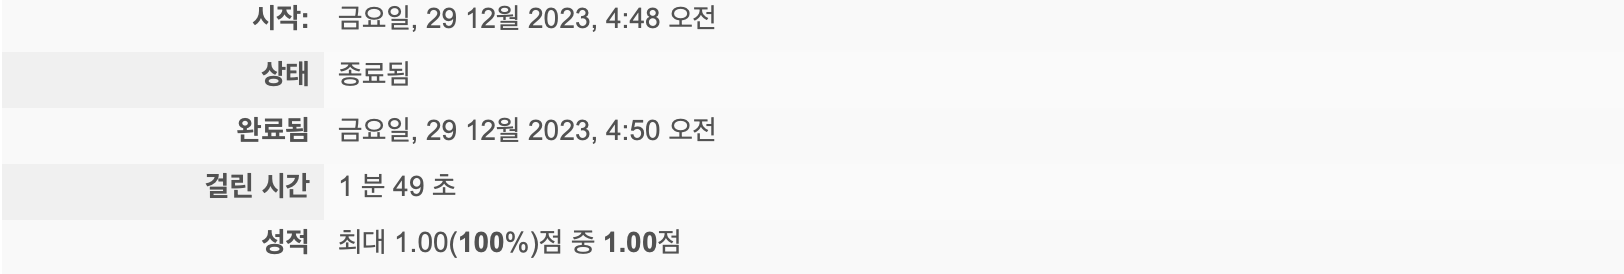 시작: 금요일, 29 12월 2023, 4:48 오전
상태 종료됨
완료됨 금요일, 29 12월 2023, 4:50 오전
걸린 시간 1 분 49 초
성적 최대 1.00(100%)점 중 1.00점